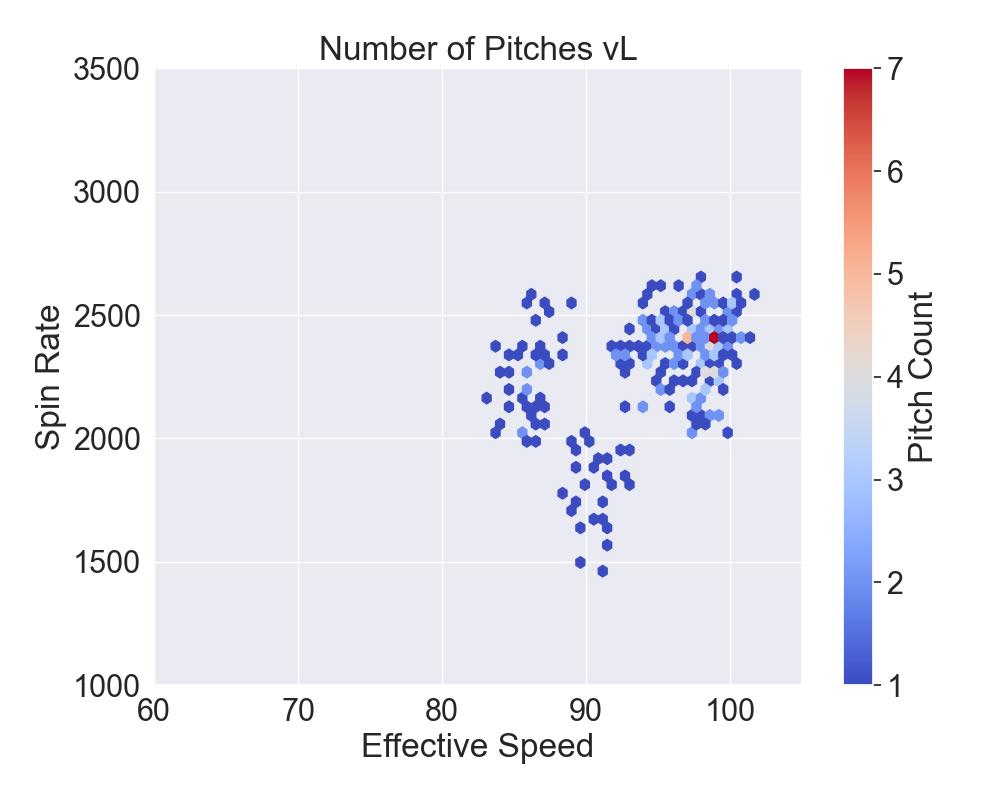 Number of Pitches vL
3500
3000
2500
2000
1500
1000
Spin Rate
60 70 80 90 100
Effective Speed
7
6
5
4
3
2
1
Pitch Count